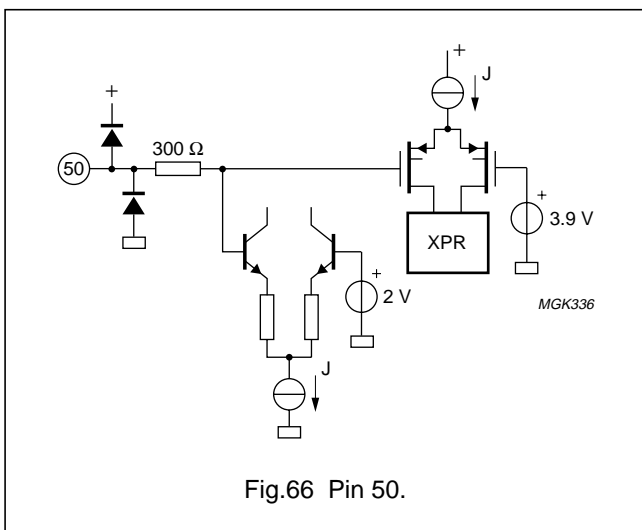 +
J
+
300 Ω
50
+
3.9 V
XPR
+
2 V
MGK336
J
Fig.66 Pin 50.